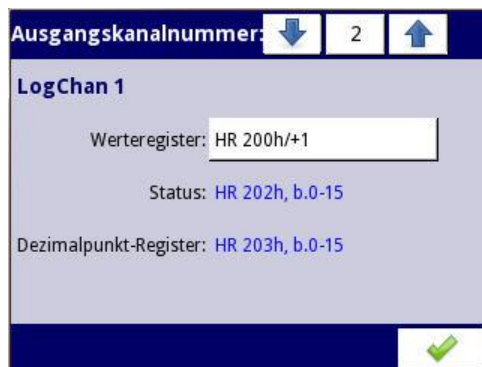 Ausgangskanalnummer: 2
LogChan 1
Werteregister: HR 200h/+1
Status: HR 202h, b.0-15
Dezimalpunkt-Register: HR 203h, b.0-15